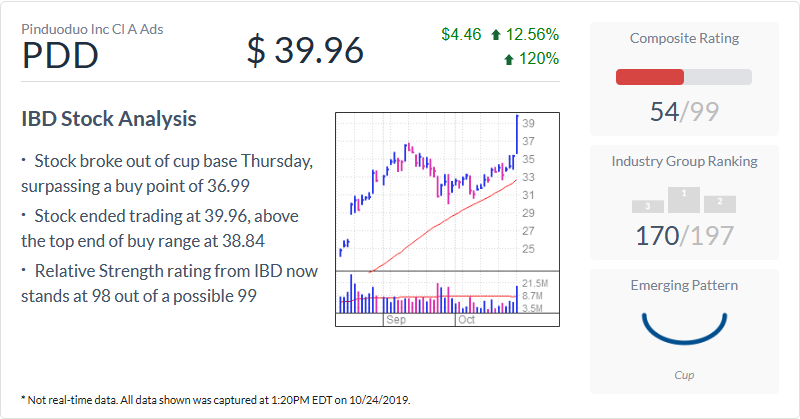 Pinduoduo Inc Cl A Ads
PDD
$ 39.96
$4.46 12.56%
120%
IBD Stock Analysis
• Stock broke out of cup base Thursday,
surpassing a buy point of 36.99
• Stock ended trading at 39.96, above
the top end of buy range at 38.84
• Relative Strength rating from IBD now
stands at 98 out of a possible 99
39
37
35
33
31
29
27
25
21.5M
8.7M
3.5M
Sep Oct
Composite Rating
54/99
Industry Group Ranking
3 1 2
170/197
Emerging Pattern
Cup
* Not real-time data. All data shown was captured at 1:20PM EDT on 10/24/2019.